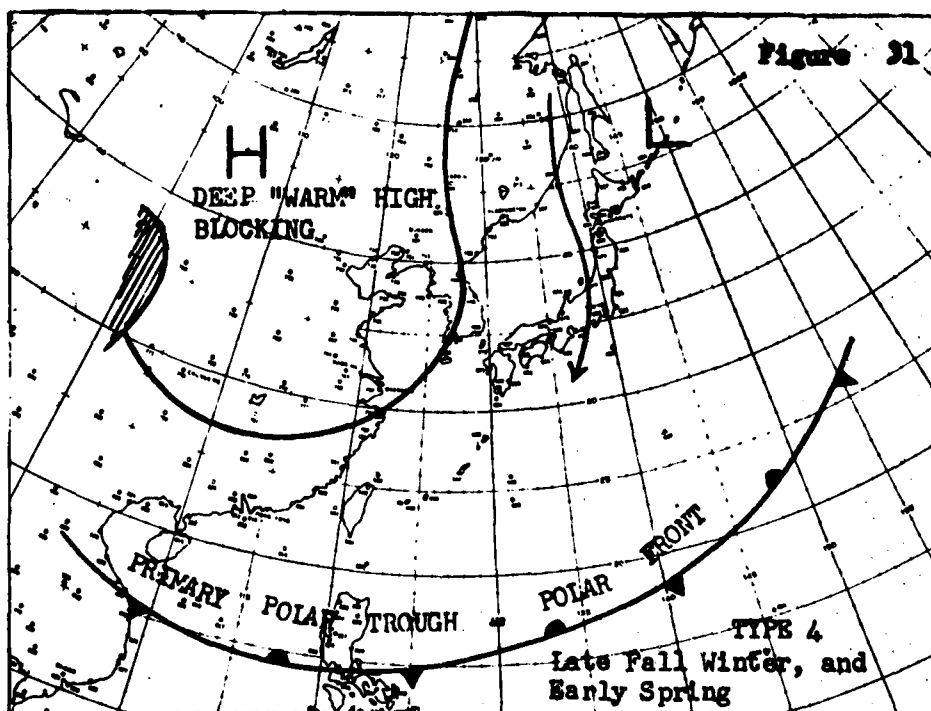 Figure 31
H
L
DEEP "WARM" HIGH
BLOCKING.
PRIMARY POLAR TROUGH POLAR FRONT
TYPE 4
Late Fall Winter, and
Early Spring